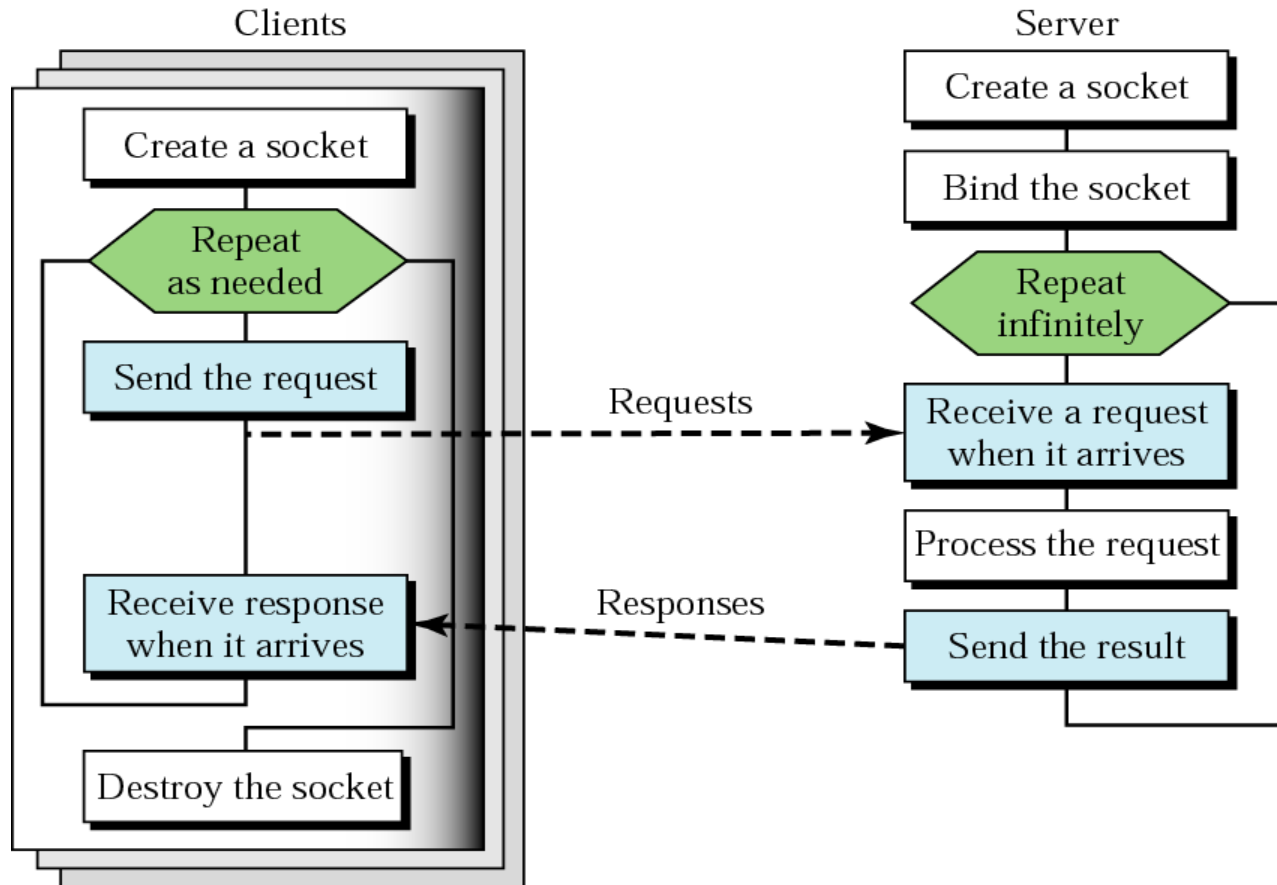 Clients
Create a socket
Repeat
as needed
Send the request
Receive response
when it arrives
Destroy the socket
Requests
Responses
Server
Create a socket
Bind the socket
Repeat
infinitely
Receive a request
when it arrives
Process the request
Send the result